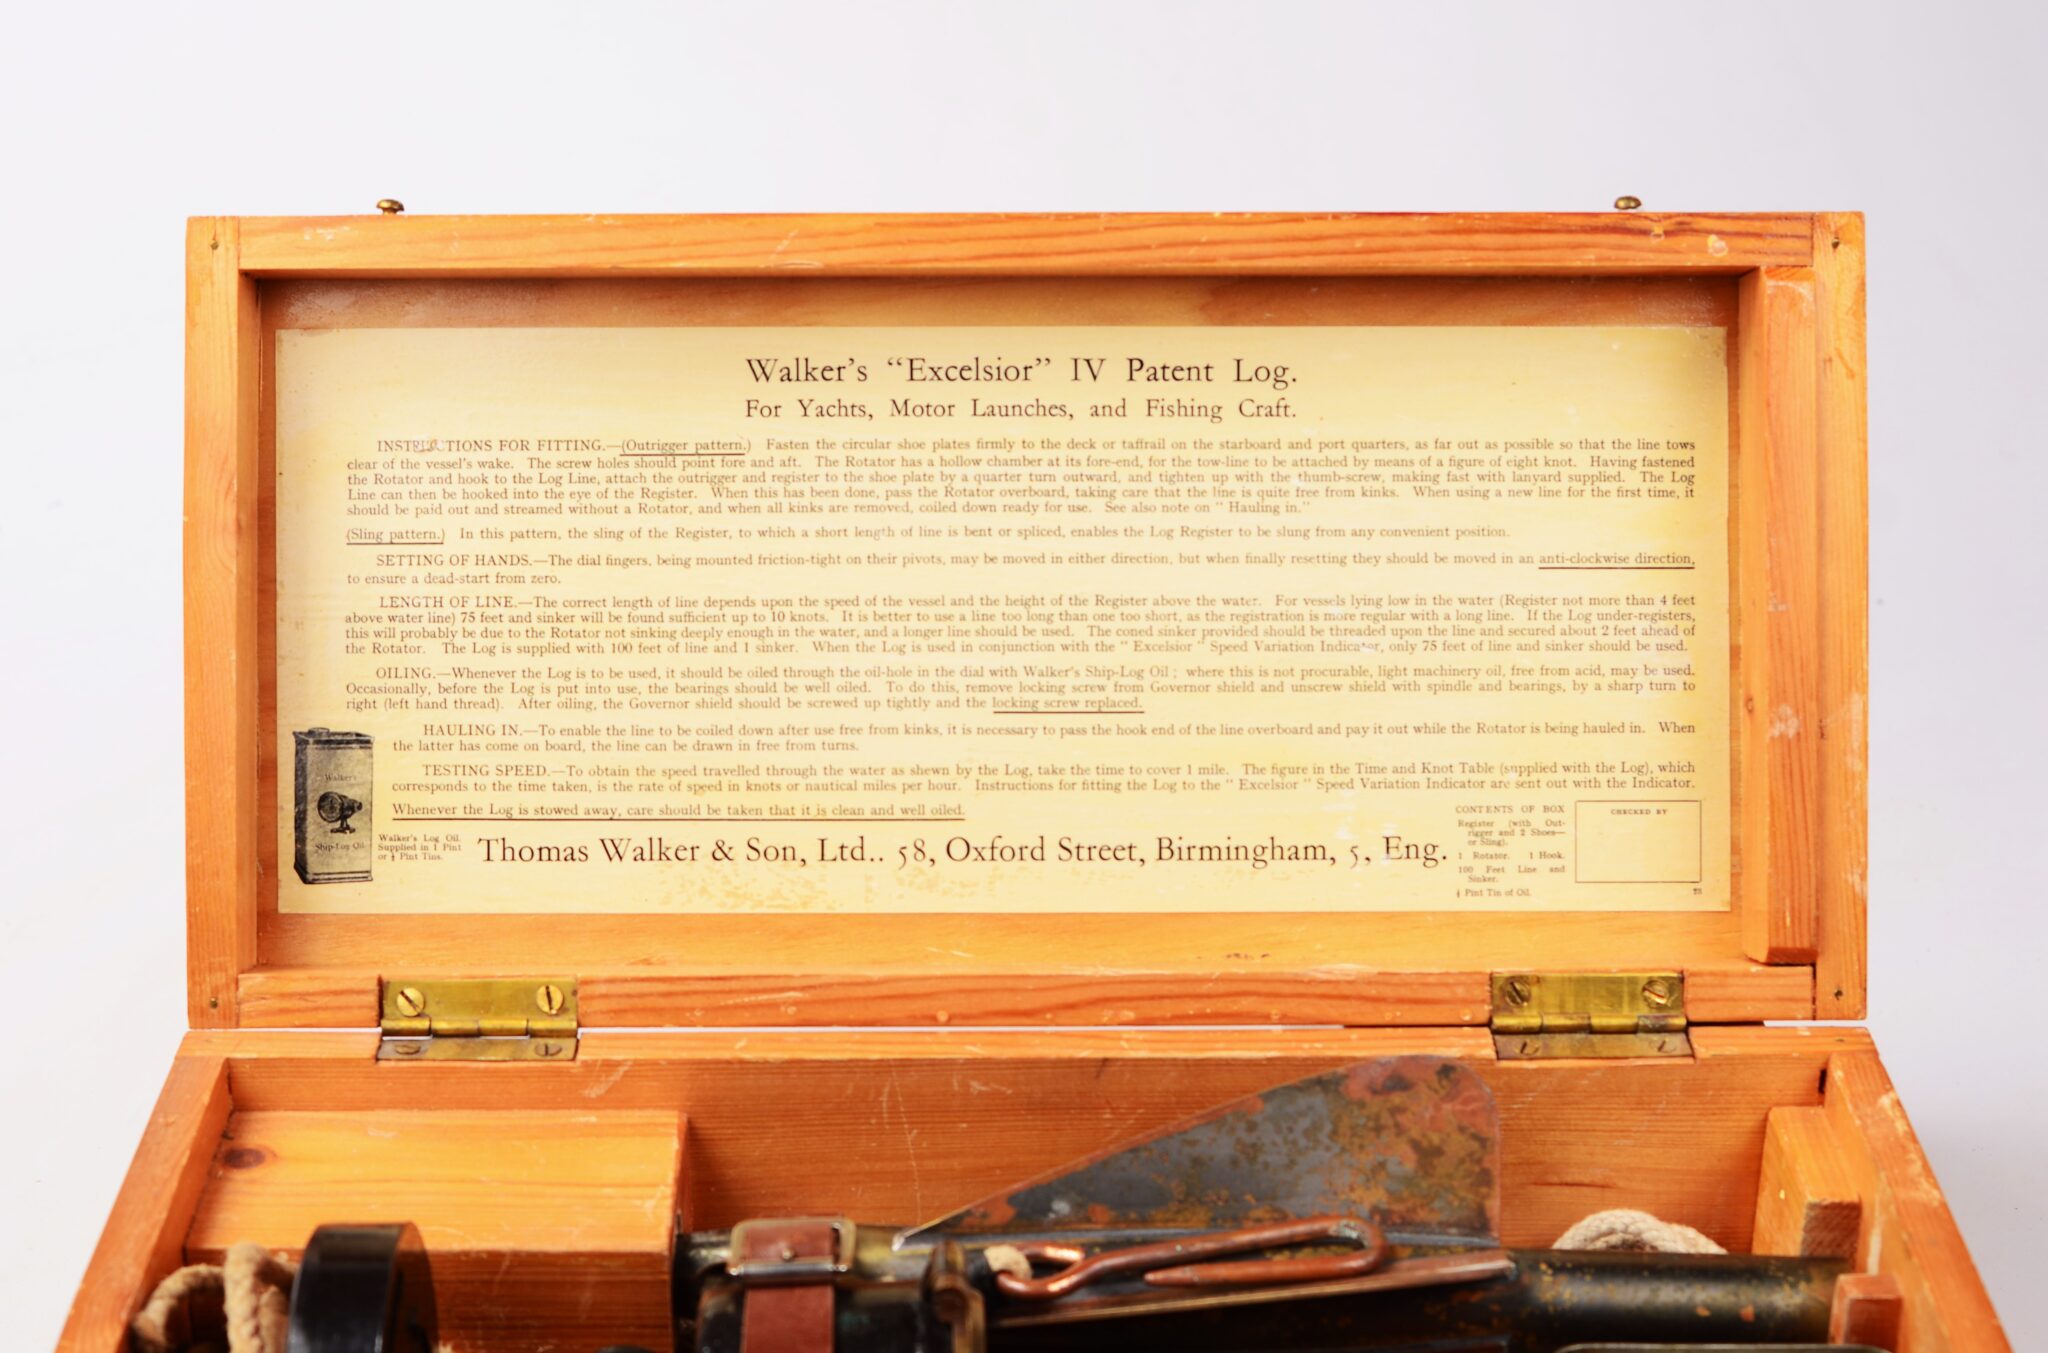 Walker's “Excelsior” IV Patent Log.
For Yachts, Motor Launches, and Fishing Craft.
INSTRUCTIONS FOR FITTING.—(Outrigger pattern.) Fasten the circular shoe plates firmly to the deck or taffrail on the starboard and port quarters, as far out as possible so that the line tows
clear of the vessel's wake. The screw holes should point fore and aft. The Rotator has a hollow chamber at its fore-end, for the tow-line to be attached by means of a figure of eight knot. Having fastened
the Rotator and hook to the Log Line, attach the outrigger and register to the shoe plate by a quarter turn outward, and tighten up with the thumb-screw, making fast with lanyard supplied. The Log
Line can then be hooked into the eye of the Register. When this has been done, pass the Rotator overboard, taking care that the line is quite free from kinks. When using a new line for the first time, it
should be paid out and streamed without a Rotator, and when all kinks are removed, coiled down ready for use. See also note on " Hauling in."
(Sling pattern.) In this pattern, the sling of the Register, to which a short length of line is bent or spliced, enables the Log Register to be slung from any convenient position.
SETTING OF HANDS.—The dial fingers, being mounted friction-tight on their pivots, may be moved in either direction, but when finally resetting they should be moved in an anti-clockwise direction,
to ensure a dead-start from zero.
LENGTH OF LINE.—The correct length of line depends upon the speed of the vessel and the height of the Register above the water. For vessels lying low in the water (Register not more than 4 feet
above water line) 75 feet and sinker will be found sufficient up to 10 knots. It is better to use a line too long than one too short, as the registration is more regular with a long line. If the Log under-registers,
this will probably be due to the Rotator not sinking deeply enough in the water, and a longer line should be used. The coned sinker provided should be threaded upon the line and secured about 2 feet ahead of
the Rotator. The Log is supplied with 100 feet of line and 1 sinker. When the Log is used in conjunction with the " Excelsior " Speed Variation Indicator, only 75 feet of line and sinker should be used.
OILING.—Whenever the Log is to be used, it should be oiled through the oil-hole in the dial with Walker's Ship-Log Oil ; where this is not procurable, light machinery oil, free from acid, may be used.
Occasionally, before the Log is put into use, the bearings should be well oiled. To do this, remove locking screw from Governor shield and unscrew shield with spindle and bearings, by a sharp turn to
right (left hand thread). After oiling, the Governor shield should be screwed up tightly and the locking screw replaced.
HAULING IN.—To enable the line to be coiled down after use free from kinks, it is necessary to pass the hook end of the line overboard and pay it out while the Rotator is being hauled in. When
the latter has come on board, the line can be drawn in free from turns.
TESTING SPEED.—To obtain the speed travelled through the water as shewn by the Log, take the time to cover 1 mile. The figure in the Time and Knot Table (supplied with the Log), which
corresponds to the time taken, is the rate of speed in knots or nautical miles per hour. Instructions for fitting the Log to the " Excelsior " Speed Variation Indicator are sent out with the Indicator.
Whenever the Log is stowed away, care should be taken that it is clean and well oiled.
Walker's
Ship-Log Oil
Walker's Log Oil.
Supplied in 1 Pint
or ½ Pint Tins.
Thomas Walker & Son, Ltd.. 58, Oxford Street, Birmingham, 5, Eng.
CONTENTS OF BOX
Register (with Out-
rigger and 2 Shoes—
or Sling).
1 Rotator. 1 Hook.
100 Feet Line and
Sinker.
Pint Tin of Oil.
CHECKED BY